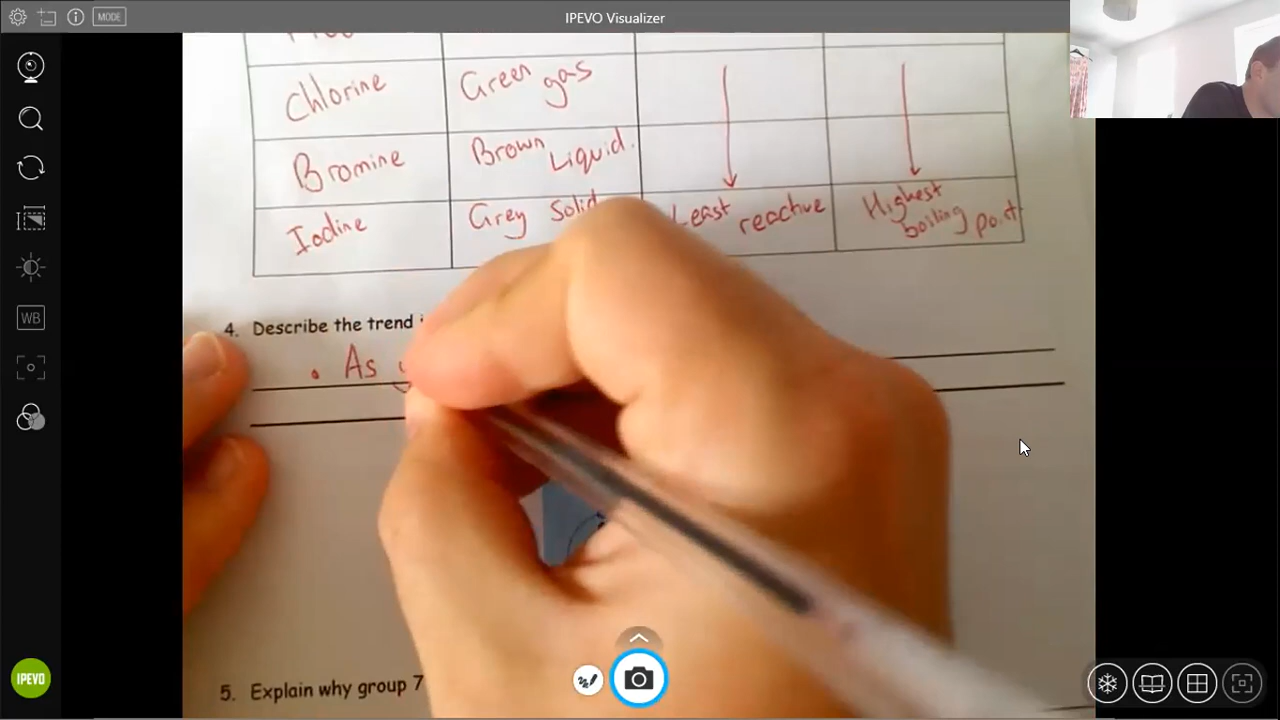 MODE
IPEVO Visualizer
Chlorine Green gas
Bromine Brown Liquid.
Iodine Grey Solid Least reactive Highest boiling point
WB
4. Describe the trend
. As
IPEVO
5. Explain why group 7